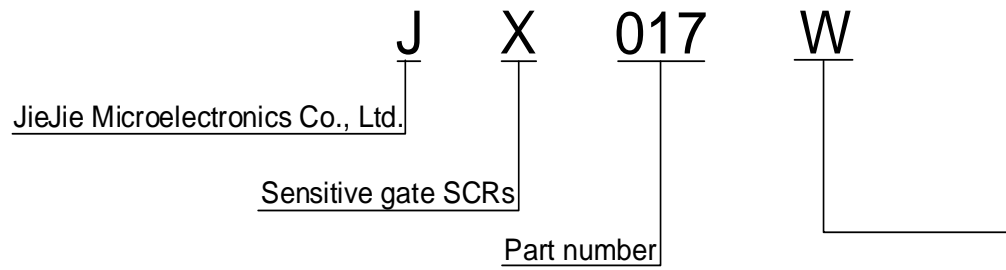 J X 017 W
JieJie Microelectronics Co., Ltd.
Sensitive gate SCRs
Part number